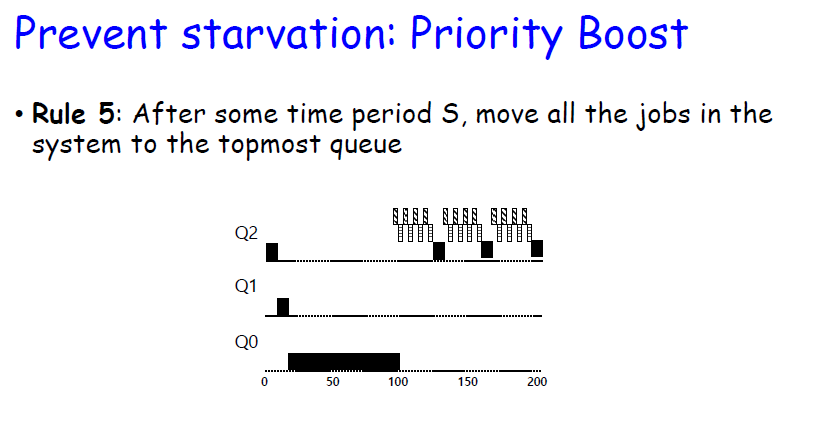 Prevent starvation: Priority Boost
• Rule 5: After some time period S, move all the jobs in the
system to the topmost queue
Q2
Q1
Q0
0 50 100 150 200